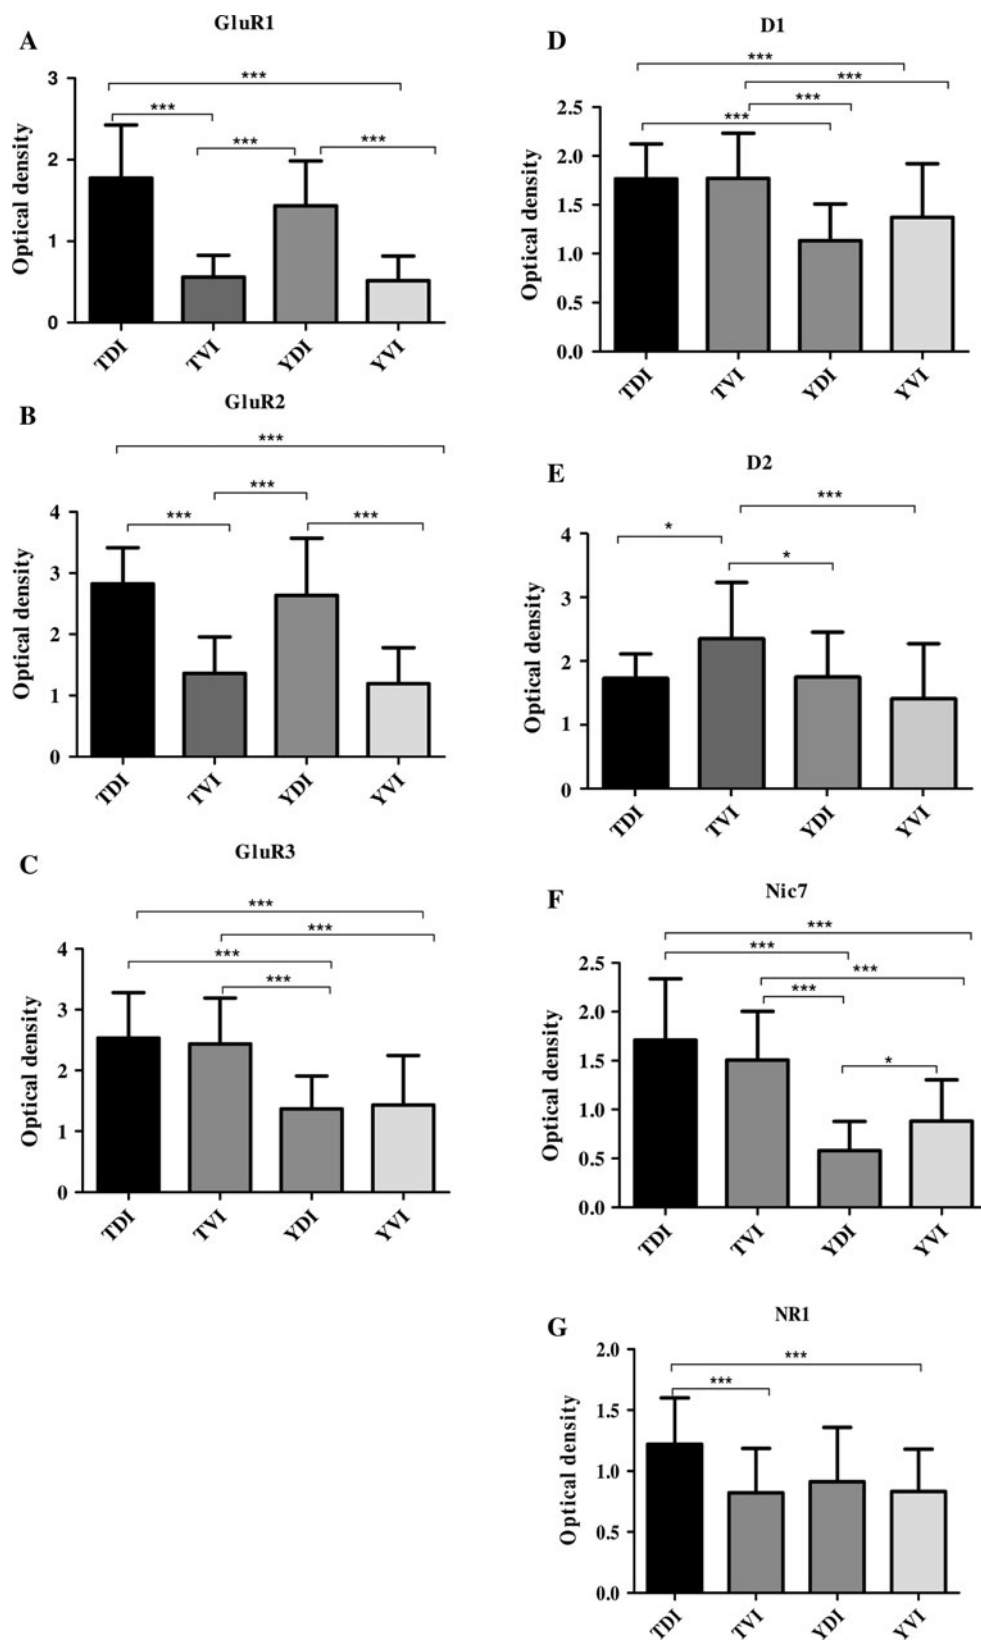 A
GluR1
***
***
***
***
Optical density
3
2
1
0
TDI
TVI
YDI
YVI
B
GluR2
***
***
***
***
Optical density
4
3
2
1
0
TDI
TVI
YDI
YVI
C
GluR3
***
***
***
***
Optical density
4
3
2
1
0
TDI
TVI
YDI
YVI
D
D1
***
***
***
***
Optical density
2.5
2.0
1.5
1.0
0.5
0.0
TDI
TVI
YDI
YVI
E
D2
***
*
*
Optical density
4
3
2
1
0
TDI
TVI
YDI
YVI
F
Nic7
***
***
***
***
*
Optical density
2.5
2.0
1.5
1.0
0.5
0.0
TDI
TVI
YDI
YVI
G
NR1
***
***
Optical density
2.0
1.5
1.0
0.5
0.0
TDI
TVI
YDI
YVI